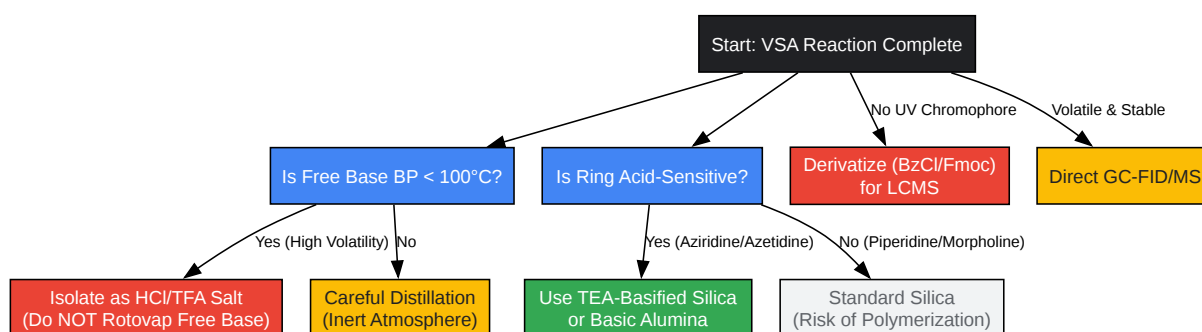 Start: VSA Reaction Complete
No UV Chromophore
Volatile & Stable
Is Free Base BP < 100°C?
Is Ring Acid-Sensitive?
Derivatize (BzCl/Fmoc)
for LCMS
Direct GC-FID/MS
Yes (High Volatility)
No
Yes (Aziridine/Azetidine)
No (Piperidine/Morpholine)
Isolate as HCl/TFA Salt
(Do NOT Rotovap Free Base)
Careful Distillation
(Inert Atmosphere)
Use TEA-Basified Silica
or Basic Alumina
Standard Silica
(Risk of Polymerization)